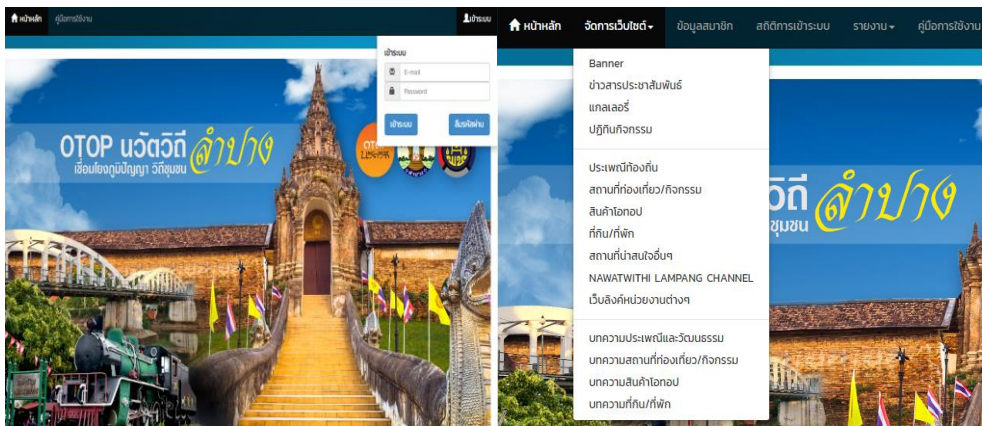 หน้าหลัก
คู่มือการใช้งาน
เข้าระบบ
เข้าระบบ
E-mail
Password
เข้าระบบ
ลืมรหัสผ่าน
OTOP นวัตวิถี ลำปาง
เชื่อมโยงภูมิปัญญา วิถีชุมชน
หน้าหลัก
จัดการเว็บไซต์
ข้อมูลสมาชิก
สถิติการเข้าระบบ
รายงาน
คู่มือการใช้งาน
Banner
ข่าวสารประชาสัมพันธ์
แกลเลอรี่
ปฎิทินกิจกรรม
ประเพณีท้องถิ่น
สถานที่ท่องเที่ยว/กิจกรรม
สินค้าโอทอป
ที่กิน/ที่พัก
สถานที่น่าสนใจอื่นๆ
NAWATWITHI LAMPANG CHANNEL
เว็บลิงค์หน่วยงานต่างๆ
บทความประเพณีและวัฒนธรรม
บทความสถานที่ท่องเที่ยว/กิจกรรม
บทความสินค้าโอทอป
บทความที่กิน/ที่พัก
วิถี ลำปาง
ชุมชน